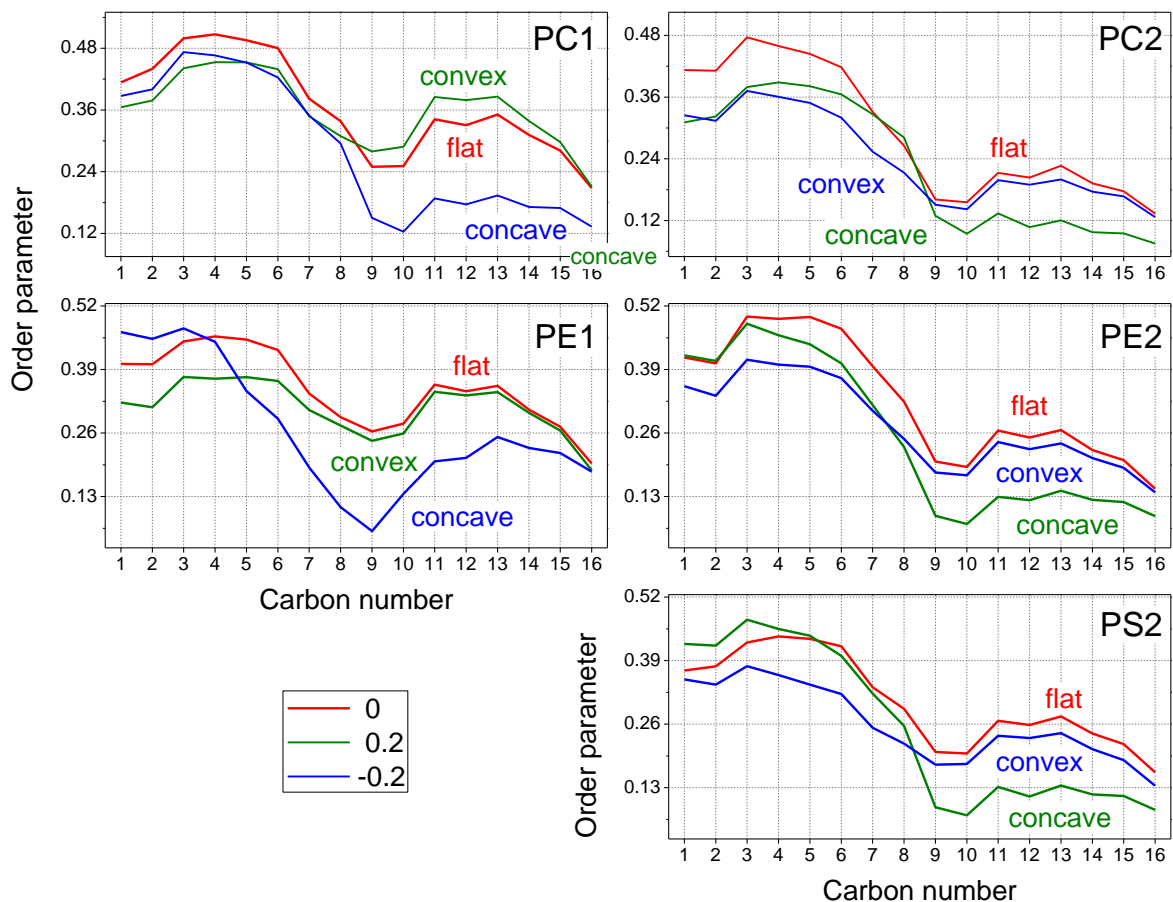 PC1
0.48
0.36
0.24
0.12
convex
flat
concave
1 2 3 4 5 6 7 8 9 10 11 12 13 14 15 16
concave
PC2
0.48
0.36
0.24
0.12
flat
convex
concave
1 2 3 4 5 6 7 8 9 10 11 12 13 14 15 16
Order parameter
Order parameter
PE1
0.52
0.39
0.26
0.13
flat
convex
concave
1 2 3 4 5 6 7 8 9 10 11 12 13 14 15 16
Carbon number
PE2
0.52
0.39
0.26
0.13
flat
convex
concave
1 2 3 4 5 6 7 8 9 10 11 12 13 14 15 16
0
0.2
-0.2
PS2
0.52
0.39
0.26
0.13
flat
convex
concave
1 2 3 4 5 6 7 8 9 10 11 12 13 14 15 16
Order parameter
Carbon number